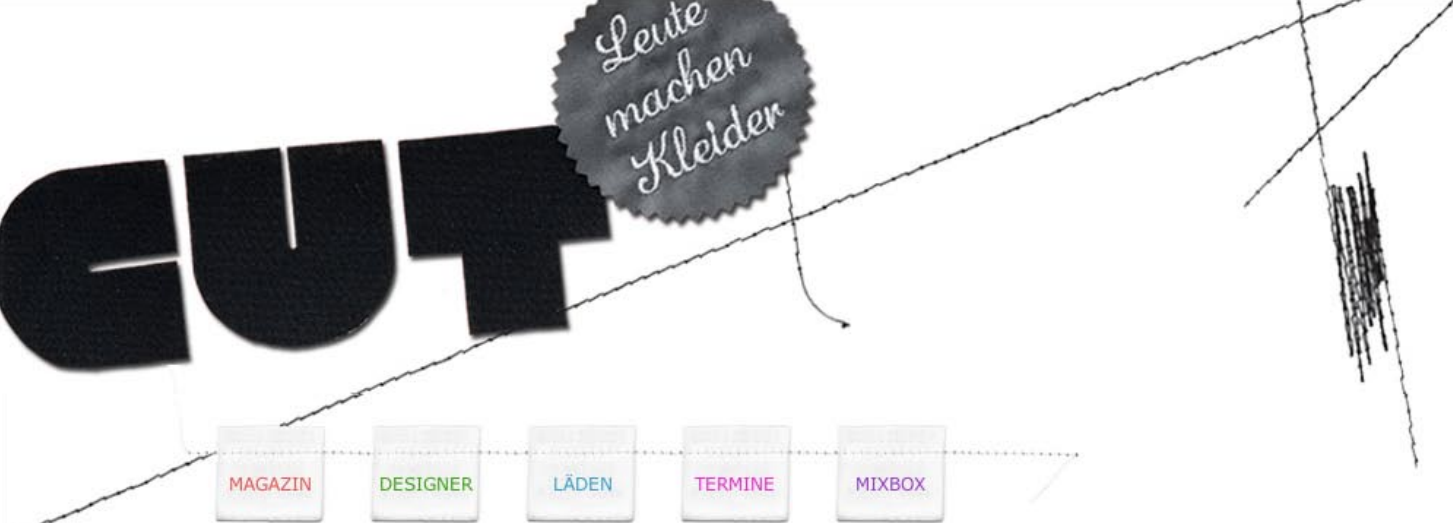 Leute
machen
Kleider
CUT
MAGAZIN DESIGNER LÄDEN TERMINE MIXBOX